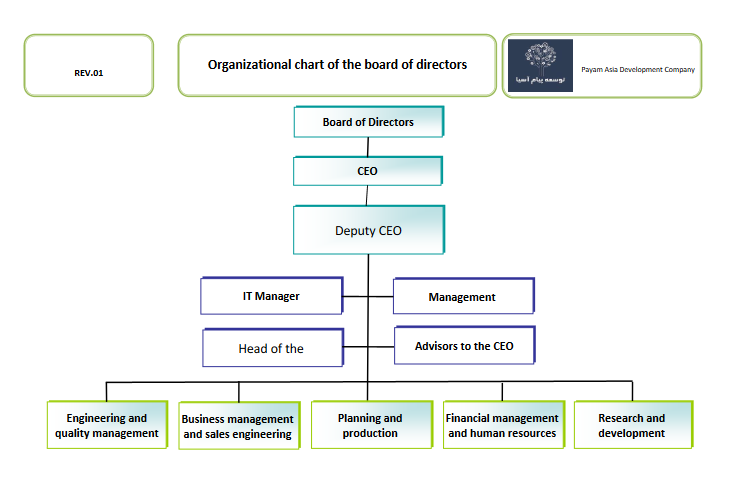 REV.01
Organizational chart of the board of directors
توسعه پیام آسیا
Payam Asia Development Company
Board of Directors
CEO
Deputy CEO
IT Manager
Management
Head of the
Advisors to the CEO
Engineering and
quality management
Business management
and sales engineering
Planning and
production
Financial management
and human resources
Research and
development